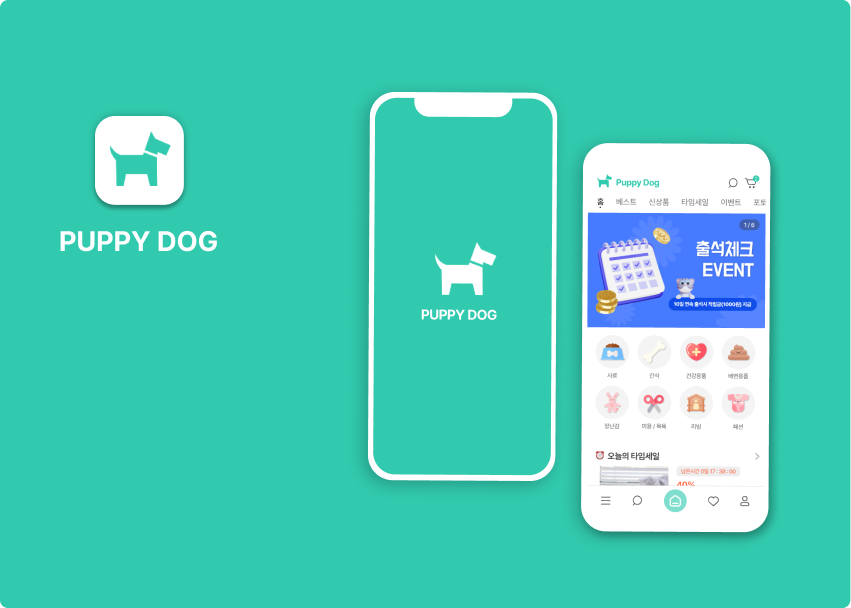 PUPPY DOG
PUPPY DOG
Puppy Dog
홈 베스트 신상품 타임세일 이벤트 포토
1/6
출석체크
EVENT
10일 연속 출석시 적립금(1000원) 지급
사료 간식 건강용품 배변용품
장난감 미용 / 목욕 리빙 패션
오늘의 타임세일
남은시간 0일 17 : 38 : 00
40%